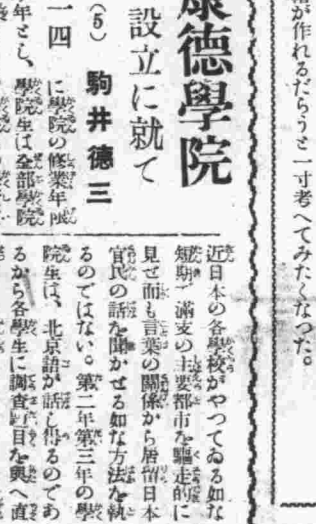 緒が作れるだらうと一寸考へてみたくなった。
康德學院
設立に就て
(5) 駒井德三
一四
に學院の修業年限
年とし、學院生は全部學院
近日本の各學校がやつてゐる如な
短期で滿支の主要都市を驅走的に
見せ而も言葉の關係から居留日本
官民の話を聞かせる如な方法を執
るのではない。第二年第三年の學
院生は、北京語が話し得るのであ
るから各學生に調査題目を與へ直